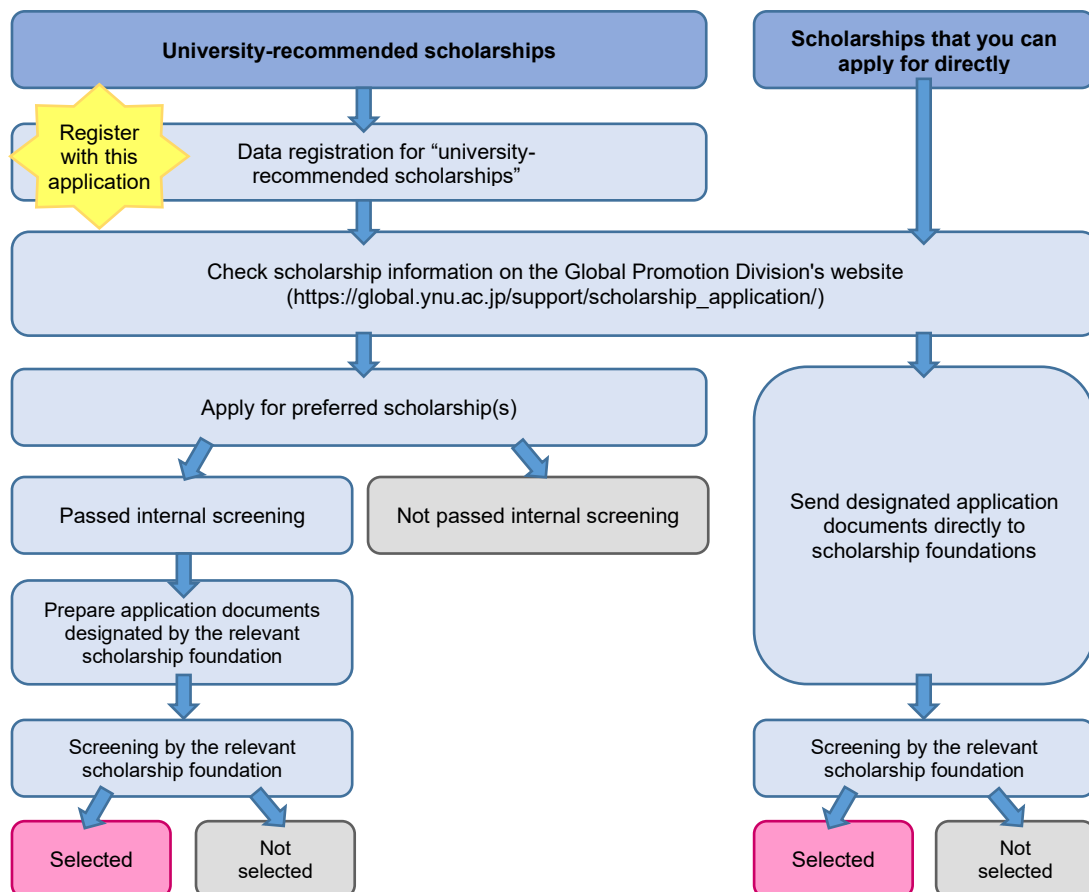 University-recommended scholarships
Scholarships that you can
apply for directly
Register
with this
application
Data registration for “university-
recommended scholarships”
Check scholarship information on the Global Promotion Division's website
(https://global.ynu.ac.jp/support/scholarship_application/)
Apply for preferred scholarship(s)
Passed internal screening
Not passed internal screening
Send designated application
documents directly to
scholarship foundations
Prepare application documents
designated by the relevant
scholarship foundation
Screening by the relevant
scholarship foundation
Screening by the relevant
scholarship foundation
Selected
Not
selected
Selected
Not
selected